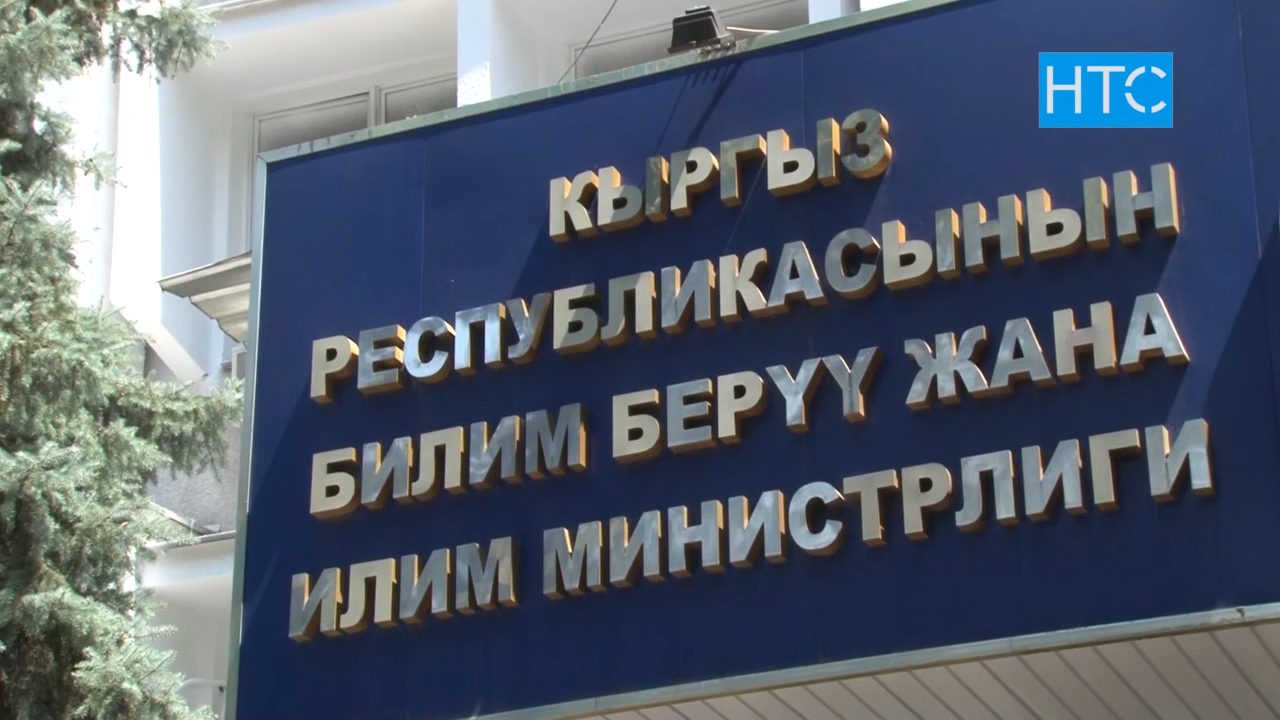 НТС
КЫРГЫЗ
РЕСПУБЛИКАСЫНЫН
БИЛИМ БЕРҮҮ ЖАНА
ИЛИМ МИНИСТРЛИГИ